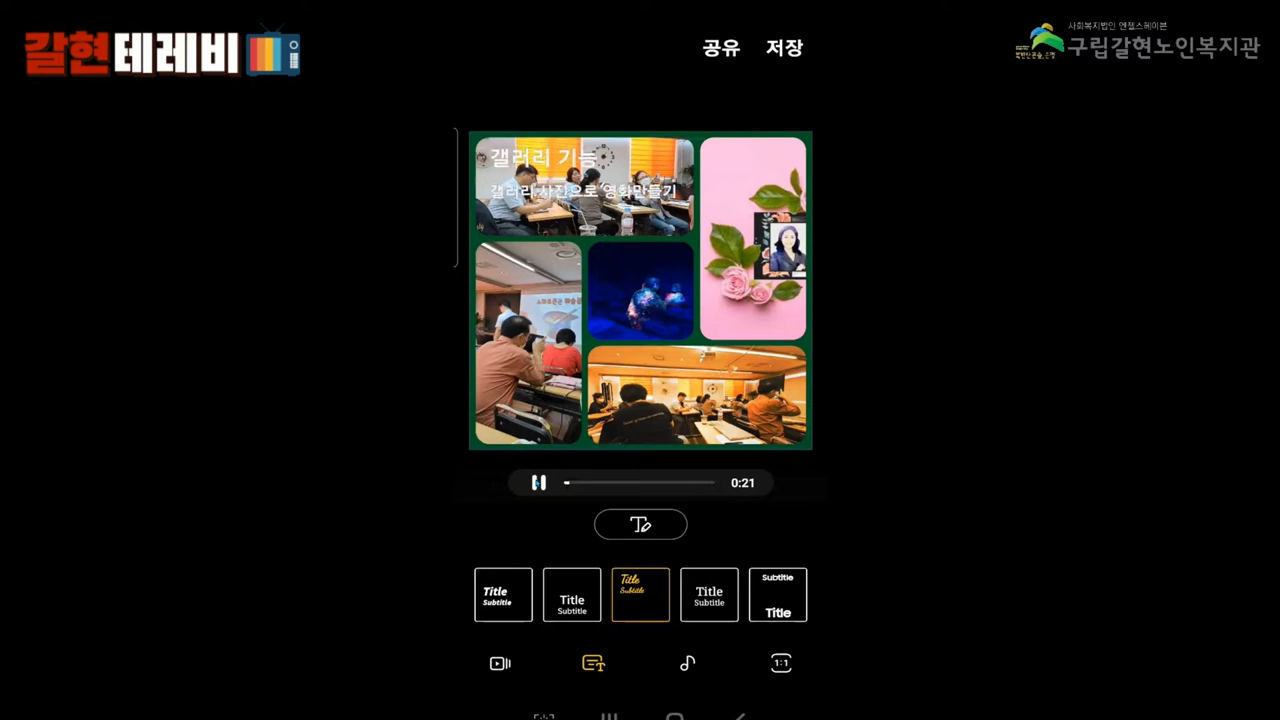 갈현테레비
공유 저장
사회복지법인 엔젤스헤이븐
구립갈현노인복지관
갤러리 기능
갤러리 사진으로 영화만들기
0:21
Title
Subtitle
Title
Subtitle
Title
Subtitle
Title
Subtitle
Subtitle
Title
1:1